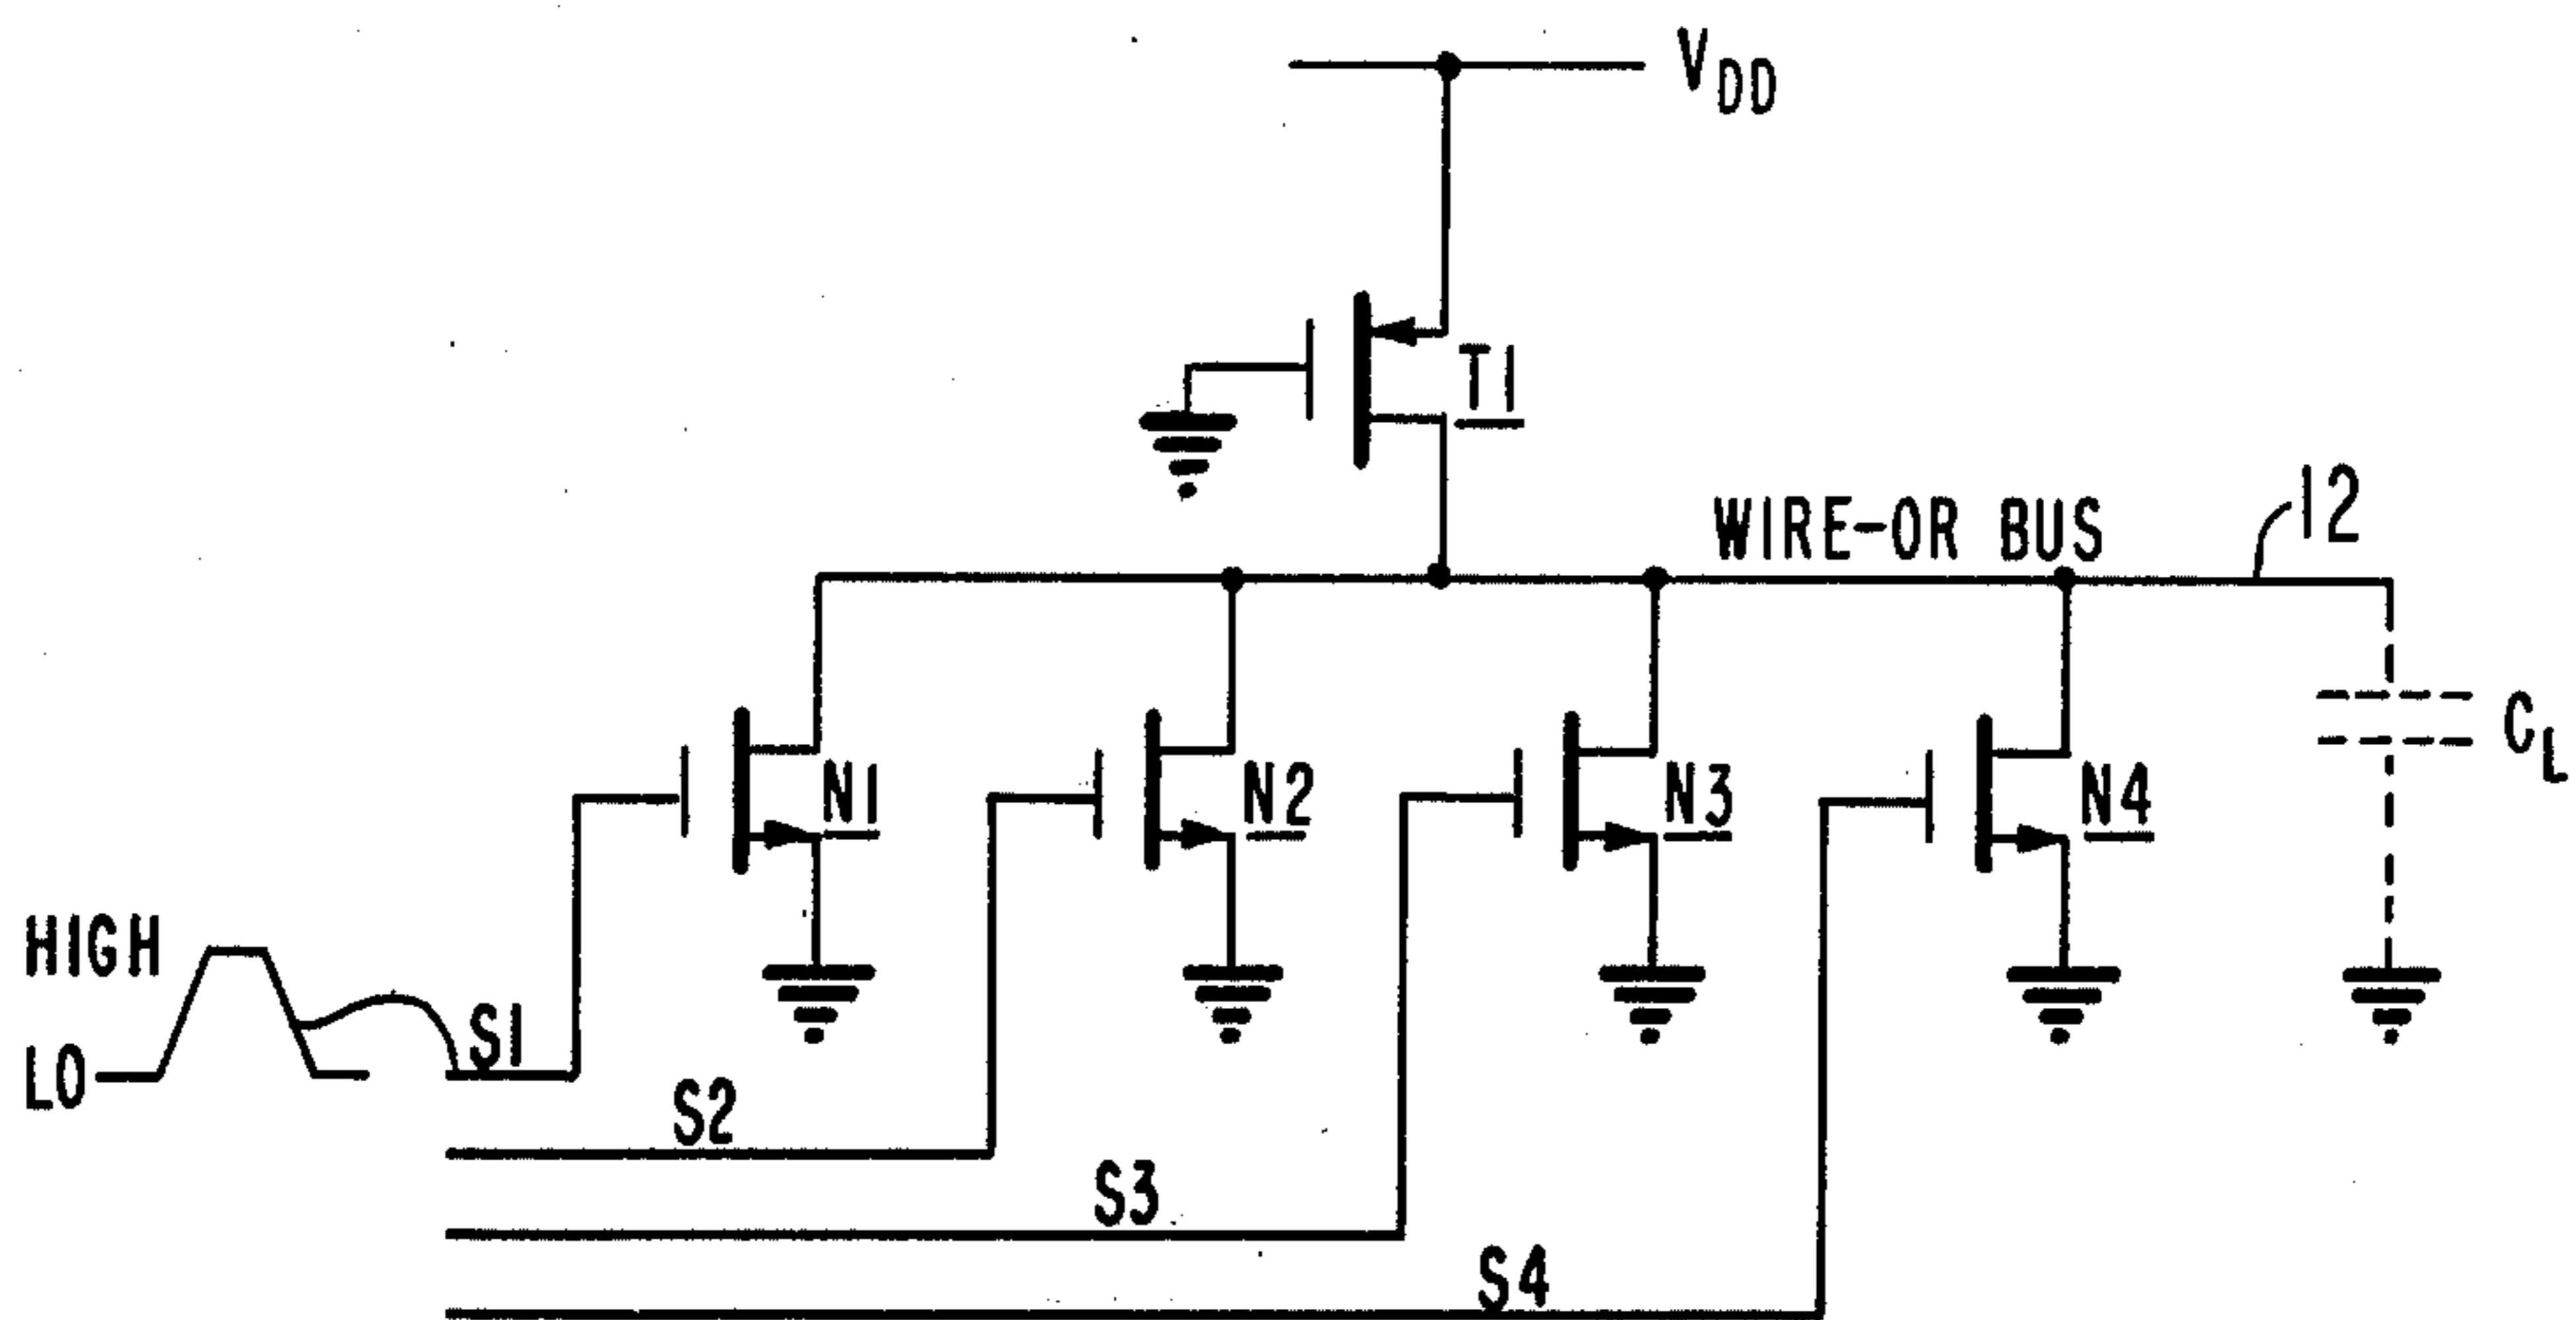 VDD
T1
WIRE-OR BUS
12
N1
N2
N3
N4
CL
HIGH
LO
S1
S2
S3
S4